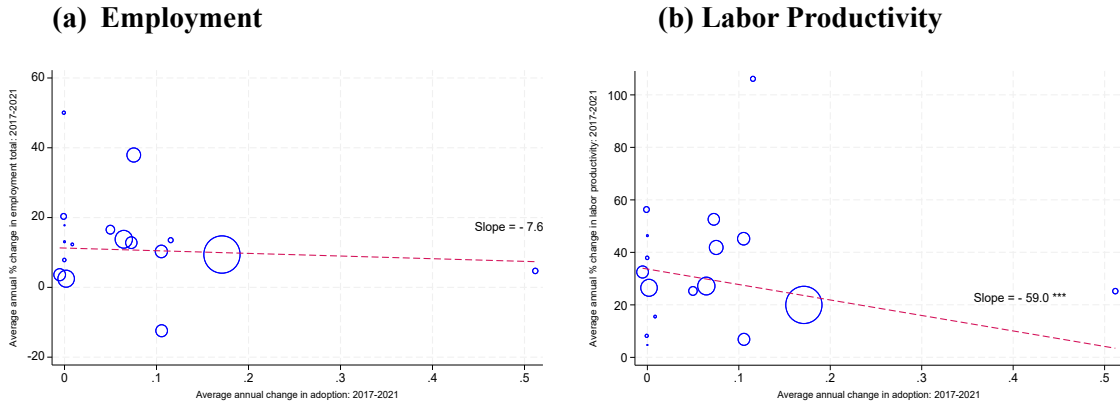 (a) Employment
Average annual % change in employment total: 2017-2021
60
40
20
0
-20
Slope = - 7.6
0 .1 .2 .3 .4 .5
Average annual change in adoption: 2017-2021
(b) Labor Productivity
Average annual % change in labor productivity: 2017-2021
100
80
60
40
20
0
Slope = - 59.0 ***
0 .1 .2 .3 .4 .5
Average annual change in adoption: 2017-2021